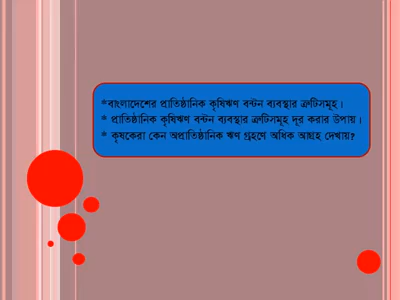 *বাংলাদেশের প্রাতিষ্ঠানিক কৃষিঋণ বন্টন ব্যবস্থার ত্রুটিসমূহ।
* প্রাতিষ্ঠানিক কৃষিঋণ বন্টন ব্যবস্থার ত্রুটিসমূহ দূর করার উপায়।
* কৃষকেরা কেন অপ্রাতিষ্ঠানিক ঋণ গ্রহণে অধিক আগ্রহ দেখায়?